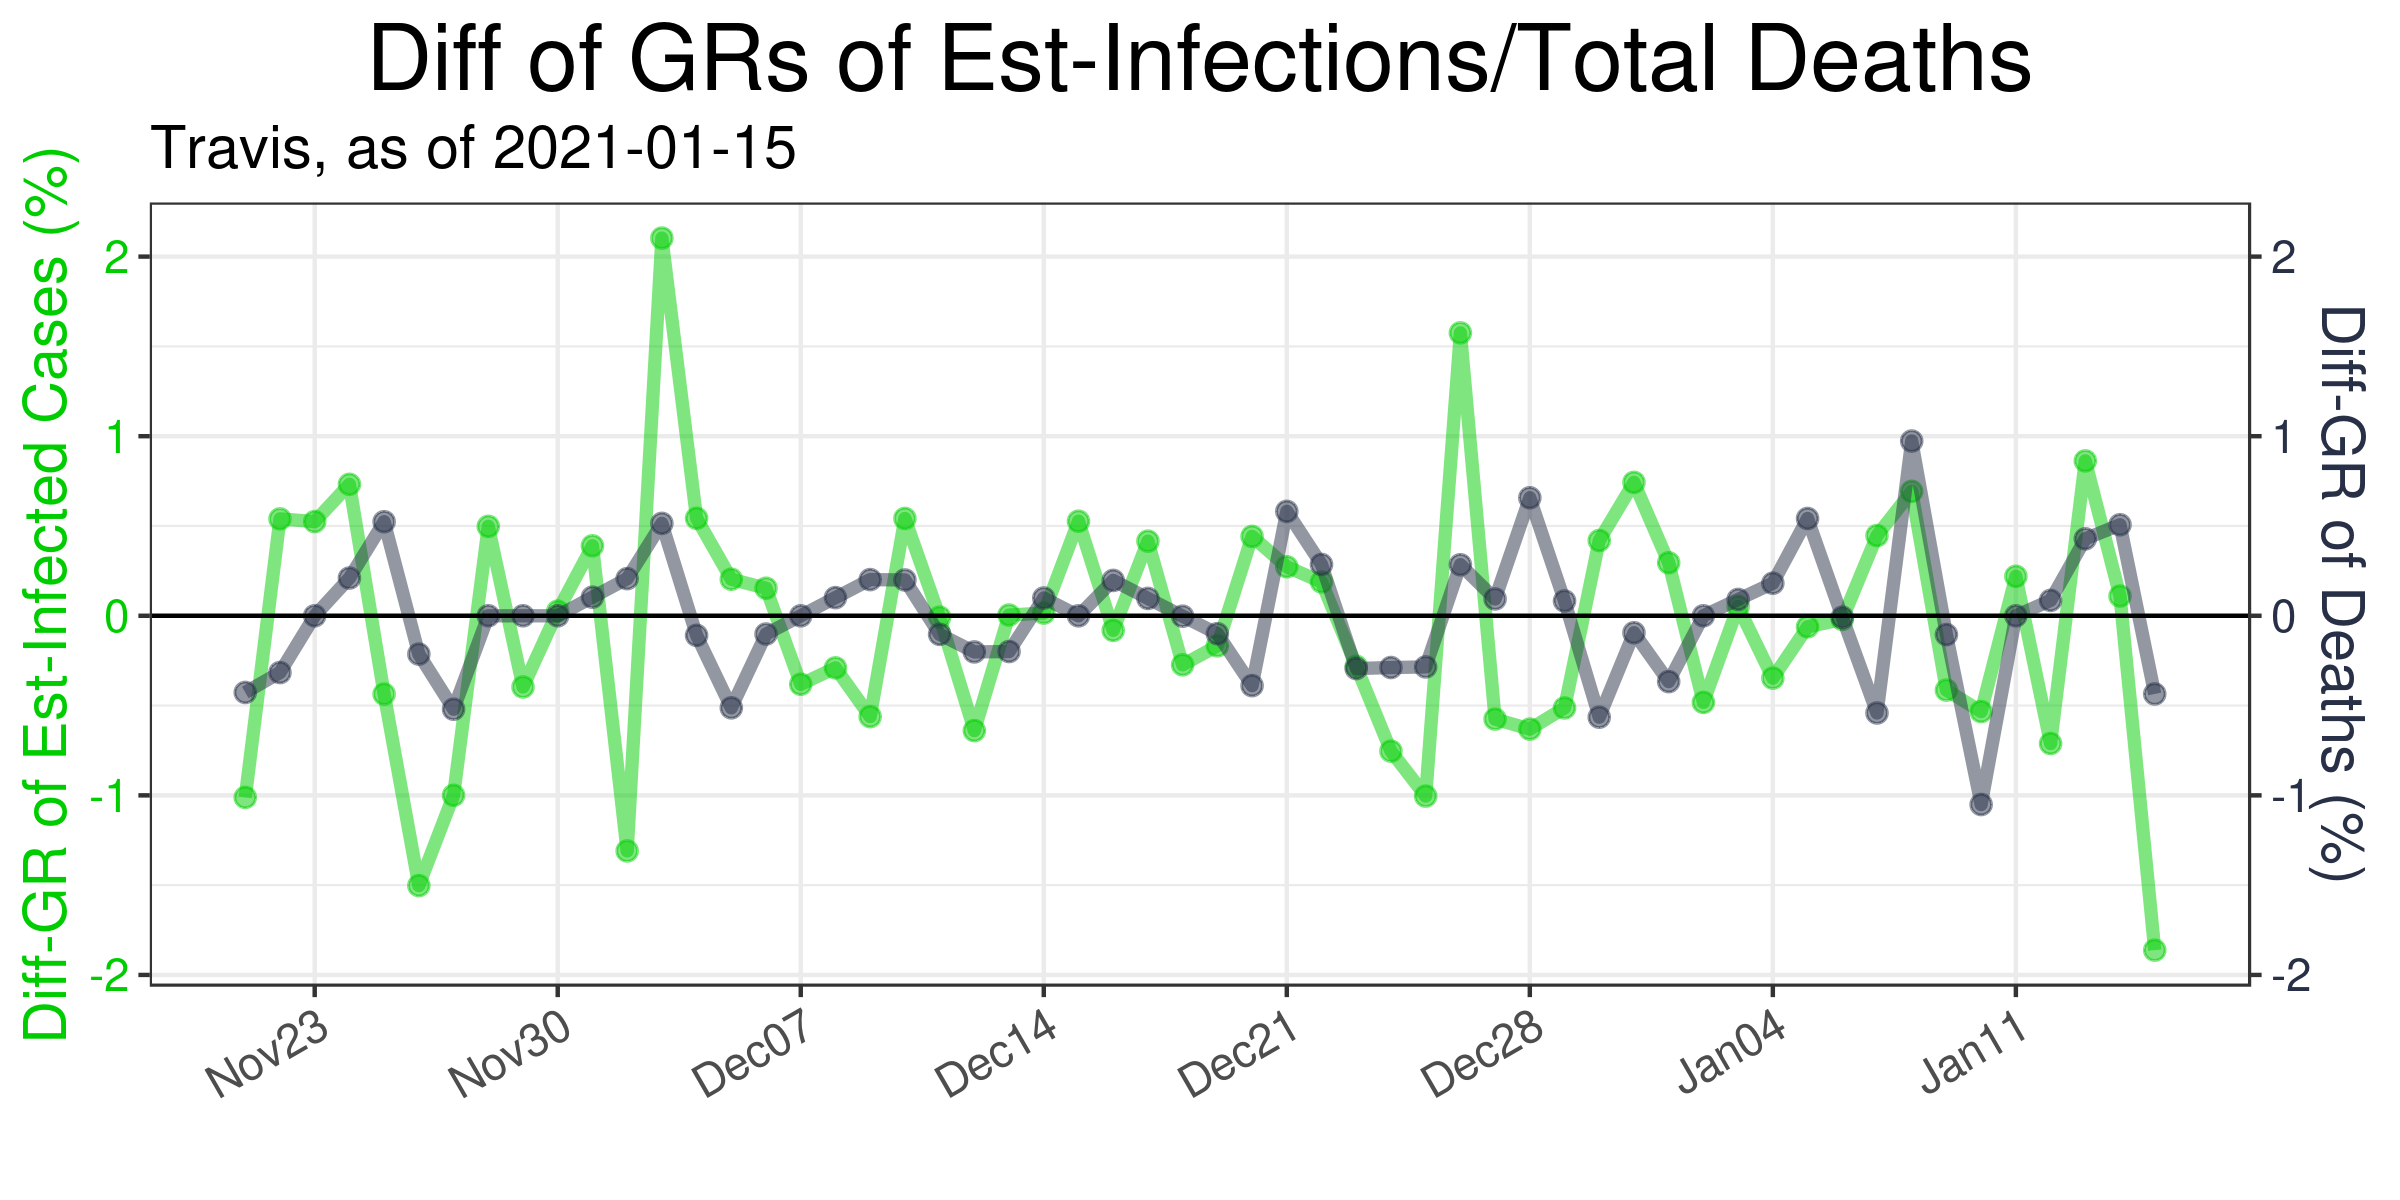 Diff of GRs of Est-Infections/Total Deaths
Travis, as of 2021-01-15
Diff-GR of Est-Infected Cases (%)
2
1
0
-1
-2
2
1
0
-1
-2
Diff-GR of Deaths (%)
Nov23
Nov30
Dec07
Dec14
Dec21
Dec28
Jan04
Jan11